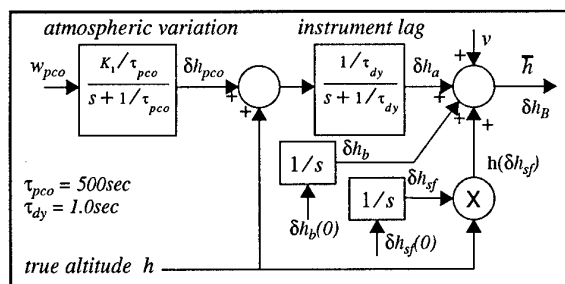 atmospheric variation
instrument lag
w_pco
K_1/τ_pco
s + 1/τ_pco
δh_pco
+
+
1/τ_dy
s + 1/τ_dy
δh_a
v
+
+
+
+
h̅
δh_B
1/s
δh_b
δh_b(0)
1/s
δh_sf
δh_sf(0)
h(δh_sf)
X
τ_pco = 500sec
τ_dy = 1.0sec
true altitude h